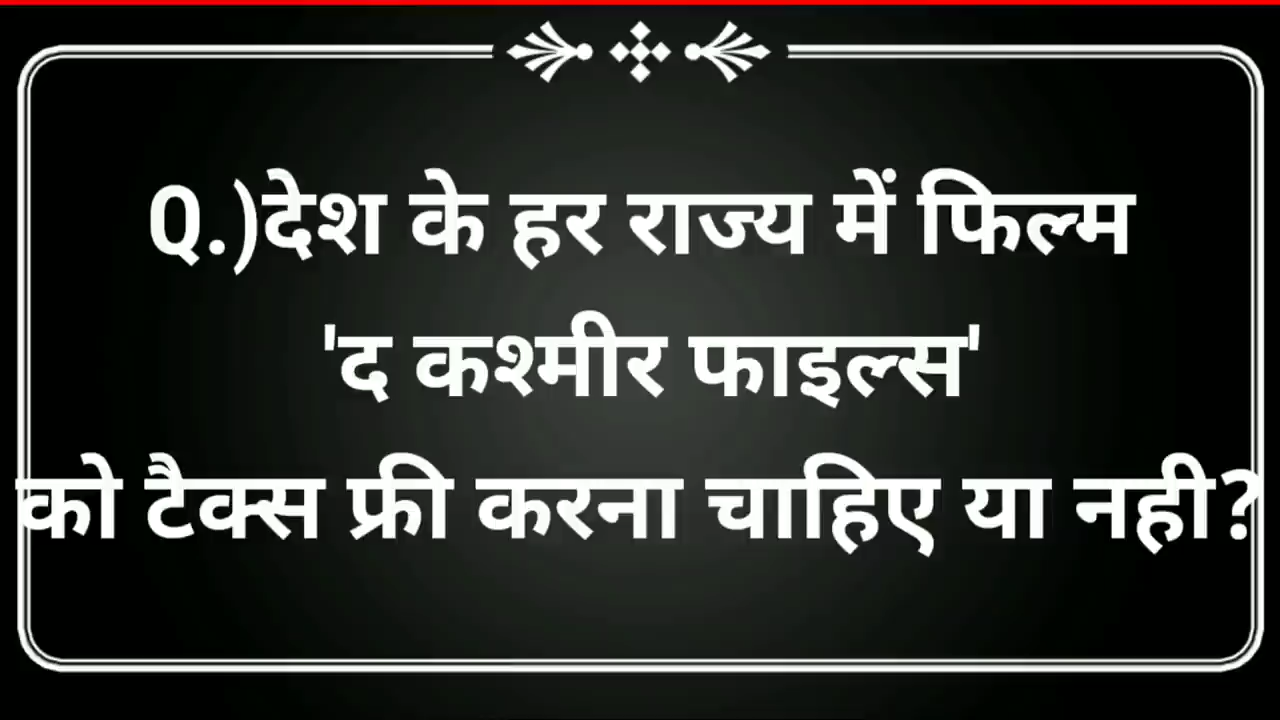 Q.)देश के हर राज्य में फिल्म
'द कश्मीर फाइल्स'
को टैक्स फ्री करना चाहिए या नही?